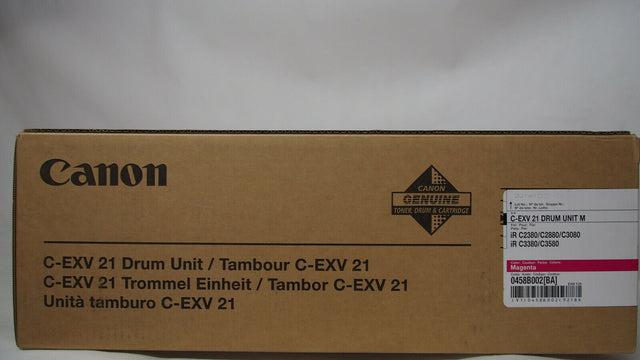 Canon
CANON
GENUINE
TONER, DRUM & CARTRIDGE
C-EXV 21 Drum Unit / Tambour C-EXV 21
C-EXV 21 Trommel Einheit / Tambor C-EXV 21
Unità tamburo C-EXV 21
C-EXV 21 DRUM UNIT M
iR C2380/C2880/C3080
iR C3380/C3580
Magenta
0458B002[BA]